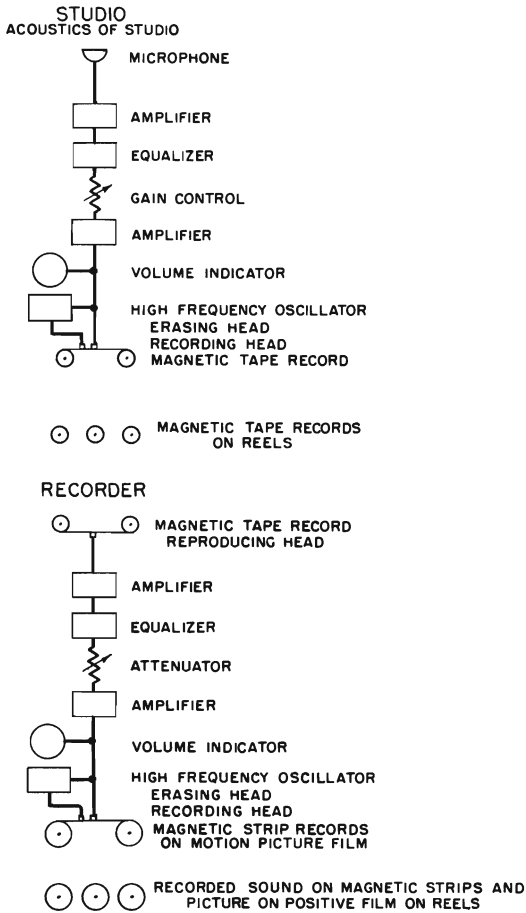 STUDIO
ACOUSTICS OF STUDIO
MICROPHONE
AMPLIFIER
EQUALIZER
GAIN CONTROL
AMPLIFIER
VOLUME INDICATOR
HIGH FREQUENCY OSCILLATOR
ERASING HEAD
RECORDING HEAD
MAGNETIC TAPE RECORD
MAGNETIC TAPE RECORDS
ON REELS
RECORDER
MAGNETIC TAPE RECORD
REPRODUCING HEAD
AMPLIFIER
EQUALIZER
ATTENUATOR
AMPLIFIER
VOLUME INDICATOR
HIGH FREQUENCY OSCILLATOR
ERASING HEAD
RECORDING HEAD
MAGNETIC STRIP RECORDS
ON MOTION PICTURE FILM
RECORDED SOUND ON MAGNETIC STRIPS AND
PICTURE ON POSITIVE FILM ON REELS